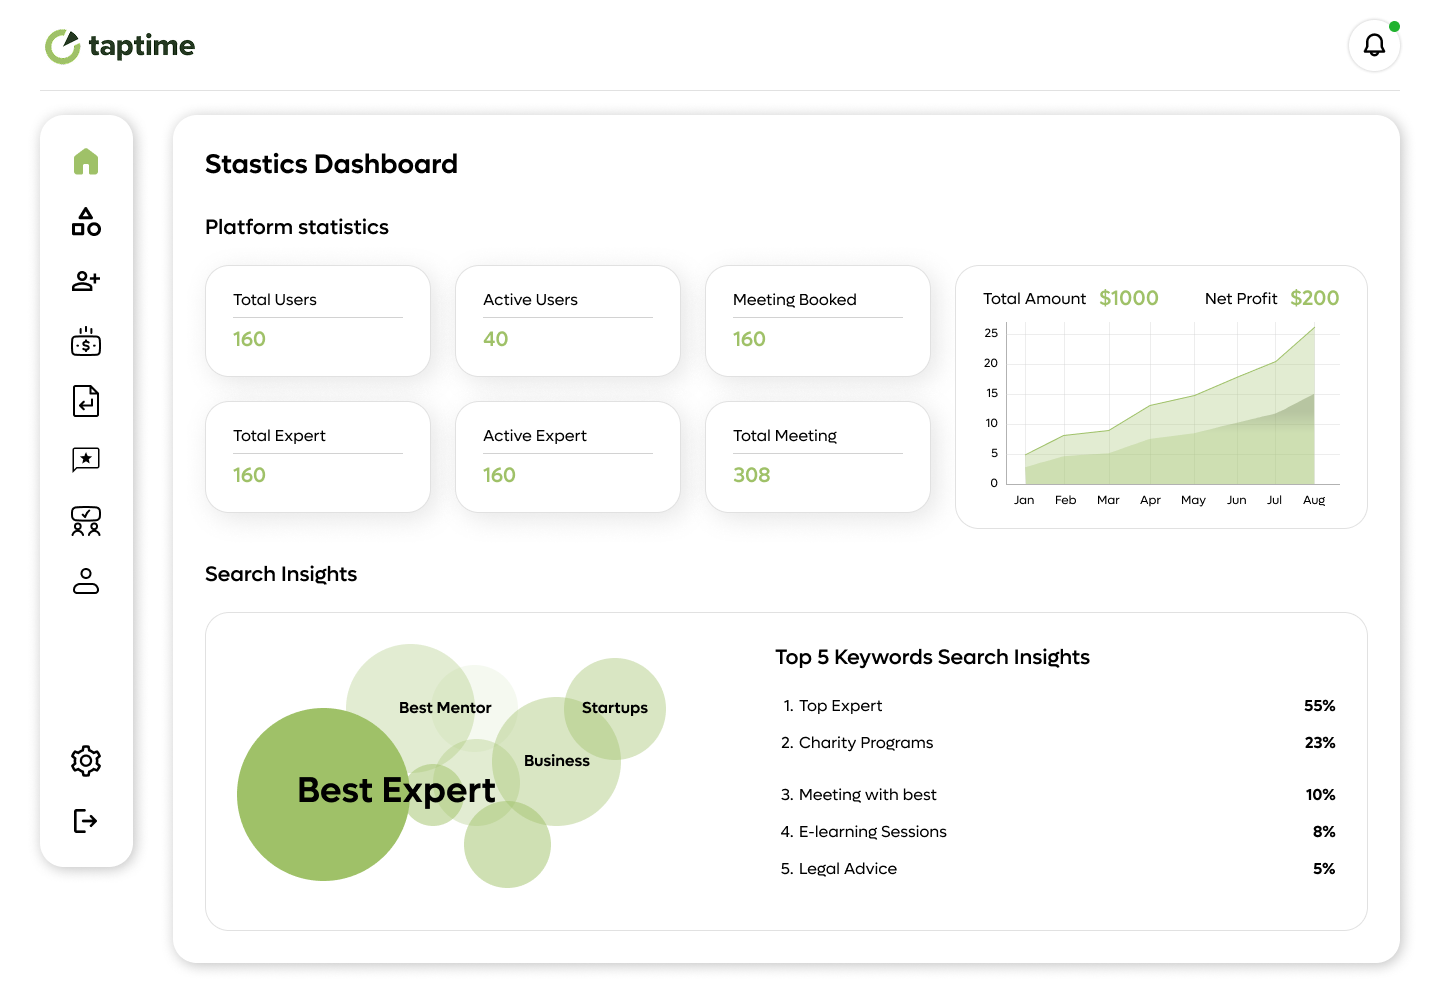 taptime
Stastics Dashboard
Platform statistics
Total Users
160
Active Users
40
Meeting Booked
160
Total Expert
160
Active Expert
160
Total Meeting
308
Total Amount $1000 Net Profit $200
25
20
15
10
5
0
Jan Feb Mar Apr May Jun Jul Aug
Search Insights
Best Mentor
Startups
Business
Best Expert
Top 5 Keywords Search Insights
1. Top Expert 55%
2. Charity Programs 23%
3. Meeting with best 10%
4. E-learning Sessions 8%
5. Legal Advice 5%